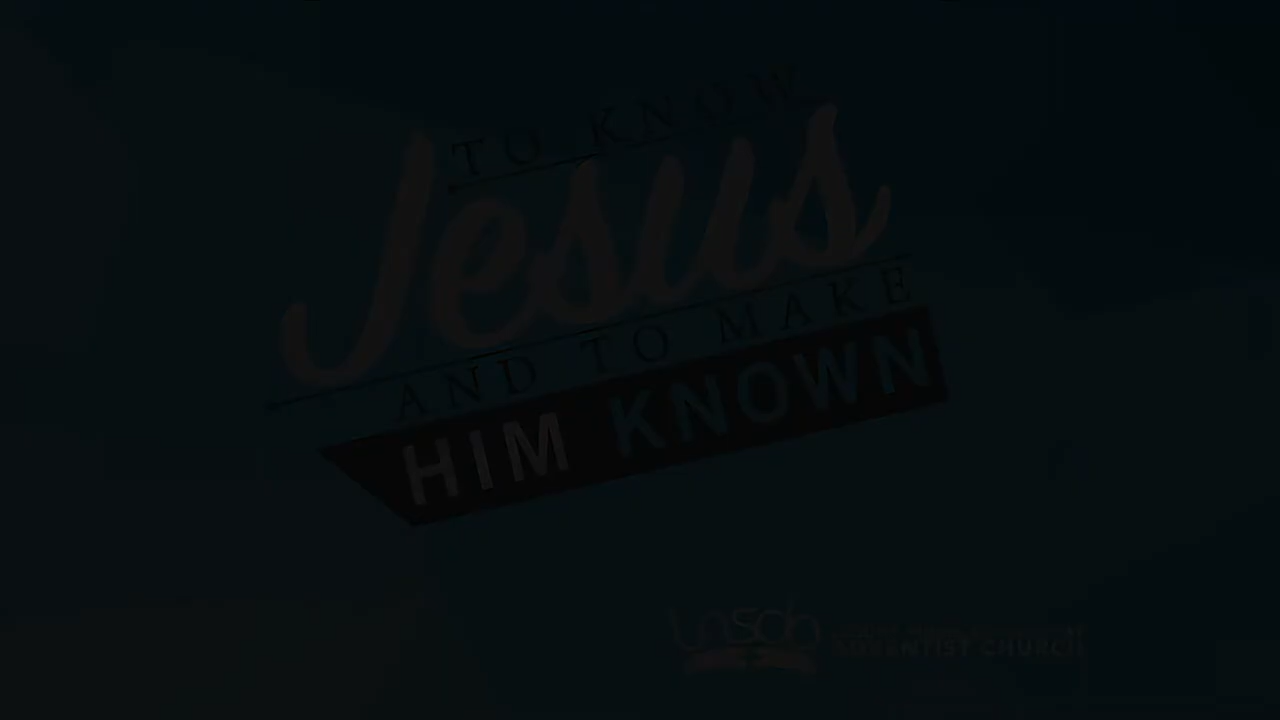 TO KNOW
Jesus
AND TO MAKE
HIM KNOWN
ADVENTIST CHURCH